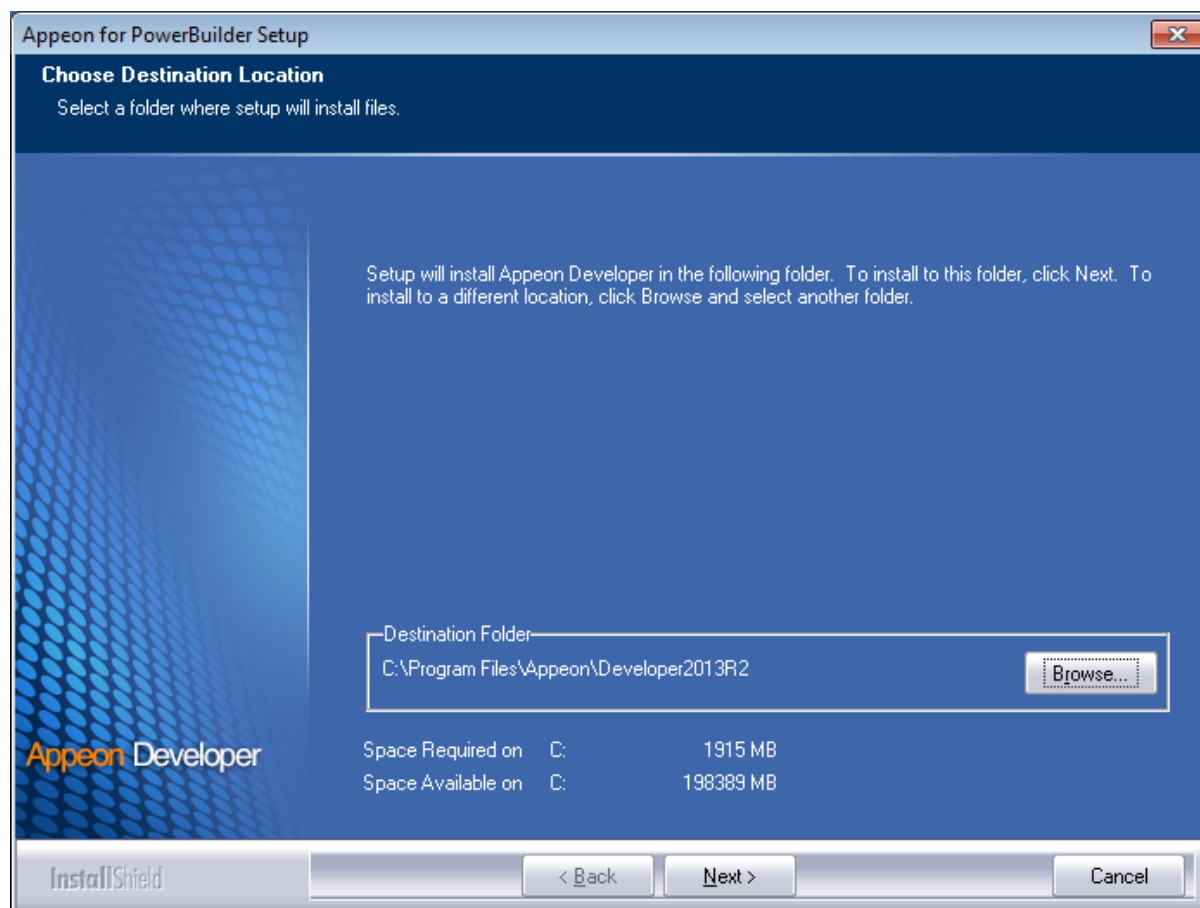 Appeon for PowerBuilder Setup
Choose Destination Location
Select a folder where setup will install files.
Setup will install Appeon Developer in the following folder. To install to this folder, click Next. To
install to a different location, click Browse and select another folder.
Destination Folder
C:\Program Files\Appeon\Developer2013R2
Browse...
Appeon Developer
Space Required on C: 1915 MB
Space Available on C: 198389 MB
InstallShield
< Back
Next >
Cancel